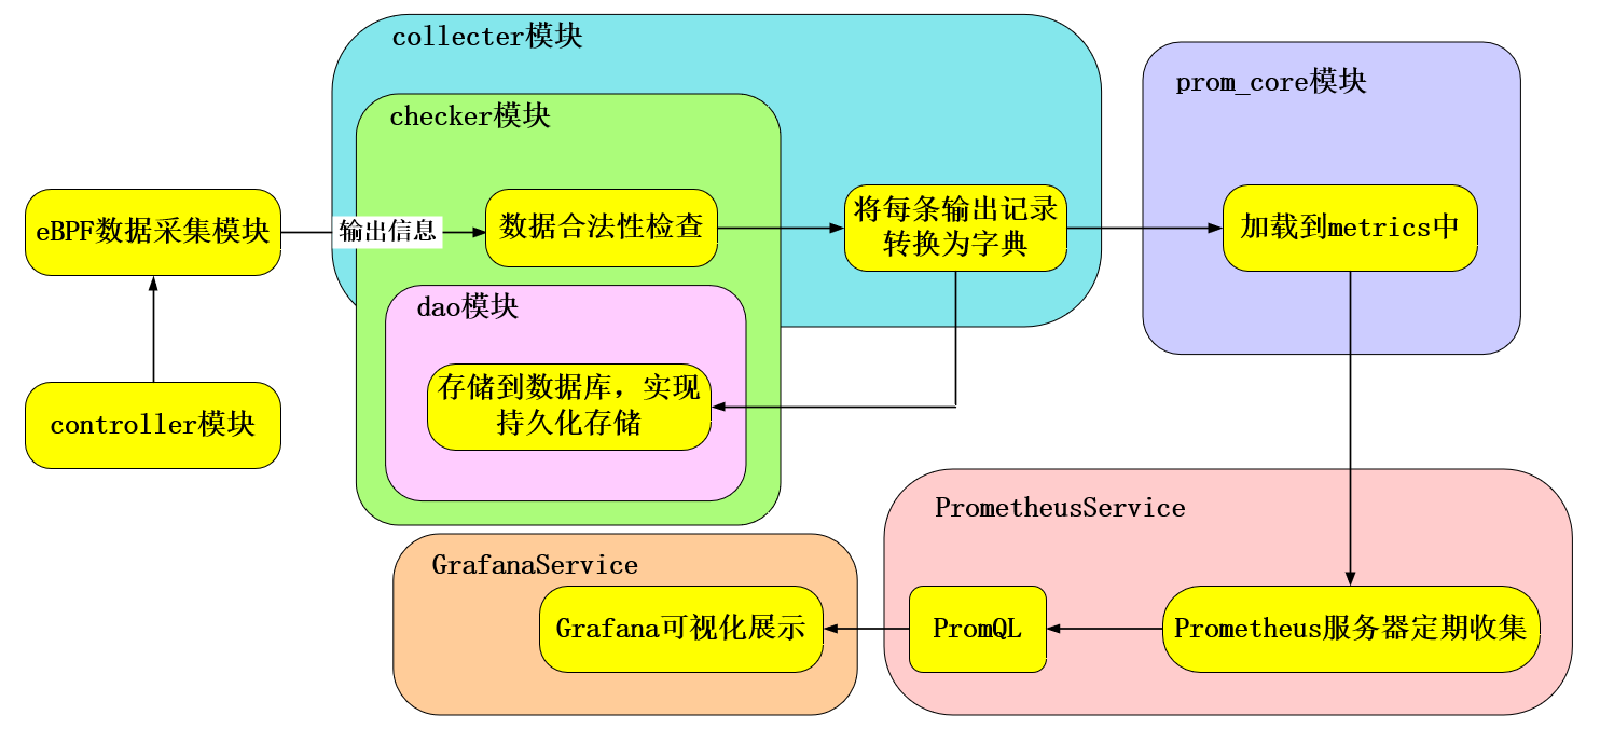 collecter模块
prom_core模块
checker模块
eBPF数据采集模块
输出信息
数据合法性检查
将每条输出记录
转换为字典
加载到metrics中
dao模块
存储到数据库，实现
持久化存储
controller模块
PrometheusService
GrafanaService
Grafana可视化展示
PromQL
Prometheus服务器定期收集